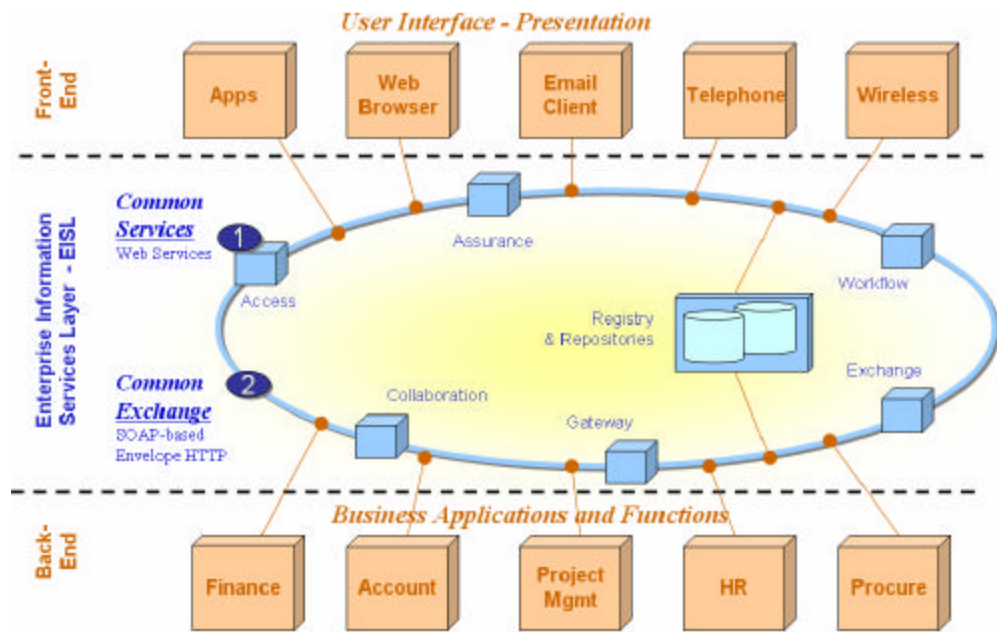 User Interface - Presentation
Front-
End
Apps
Web
Browser
Email
Client
Telephone
Wireless
Enterprise Information
Services Layer - EISL
Common
Services
Web Services
1
Access
Assurance
Workflow
Registry
& Repositories
Common
Exchange
SOAP-based
Envelope HTTP
2
Collaboration
Gateway
Exchange
Business Applications and Functions
Back-
End
Finance
Account
Project
Mgmt
HR
Procure